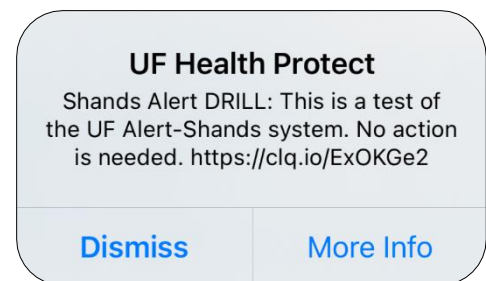 UF Health Protect
Shands Alert DRILL: This is a test of
the UF Alert-Shands system. No action
is needed. https://clq.io/ExOKGe2
Dismiss
More Info